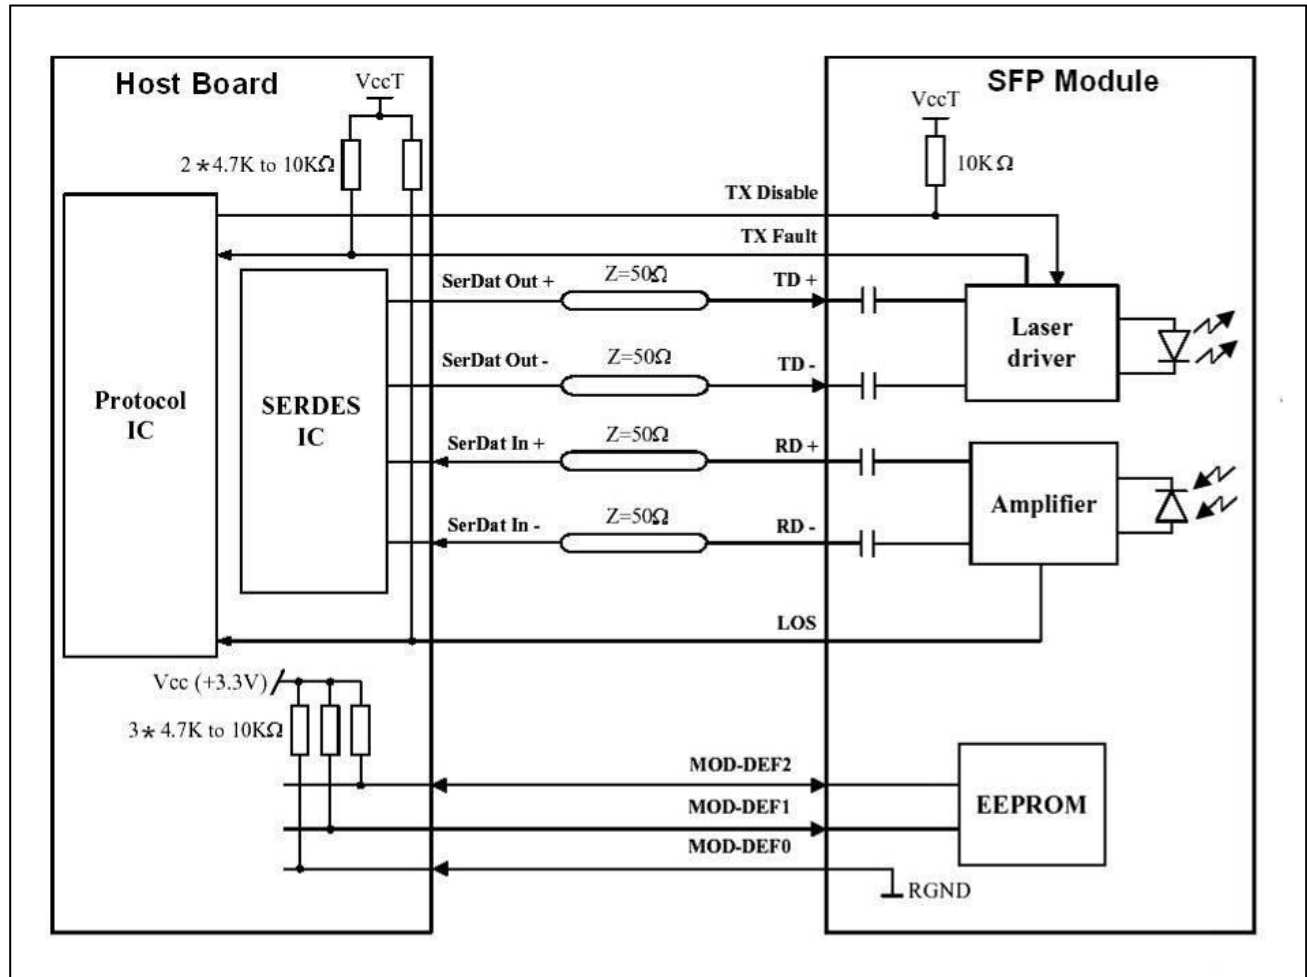 Host Board
SFP Module
VccT
VccT
2*4.7K to 10KΩ
10KΩ
TX Disable
TX Fault
SerDat Out +
Z=50Ω
TD +
Laser
driver
SerDat Out -
Z=50Ω
TD -
Protocol
IC
SERDES
IC
SerDat In +
Z=50Ω
RD +
Amplifier
SerDat In -
Z=50Ω
RD -
LOS
Vcc (+3.3V)
3* 4.7K to 10KΩ
MOD-DEF2
EEPROM
MOD-DEF1
MOD-DEF0
RGND